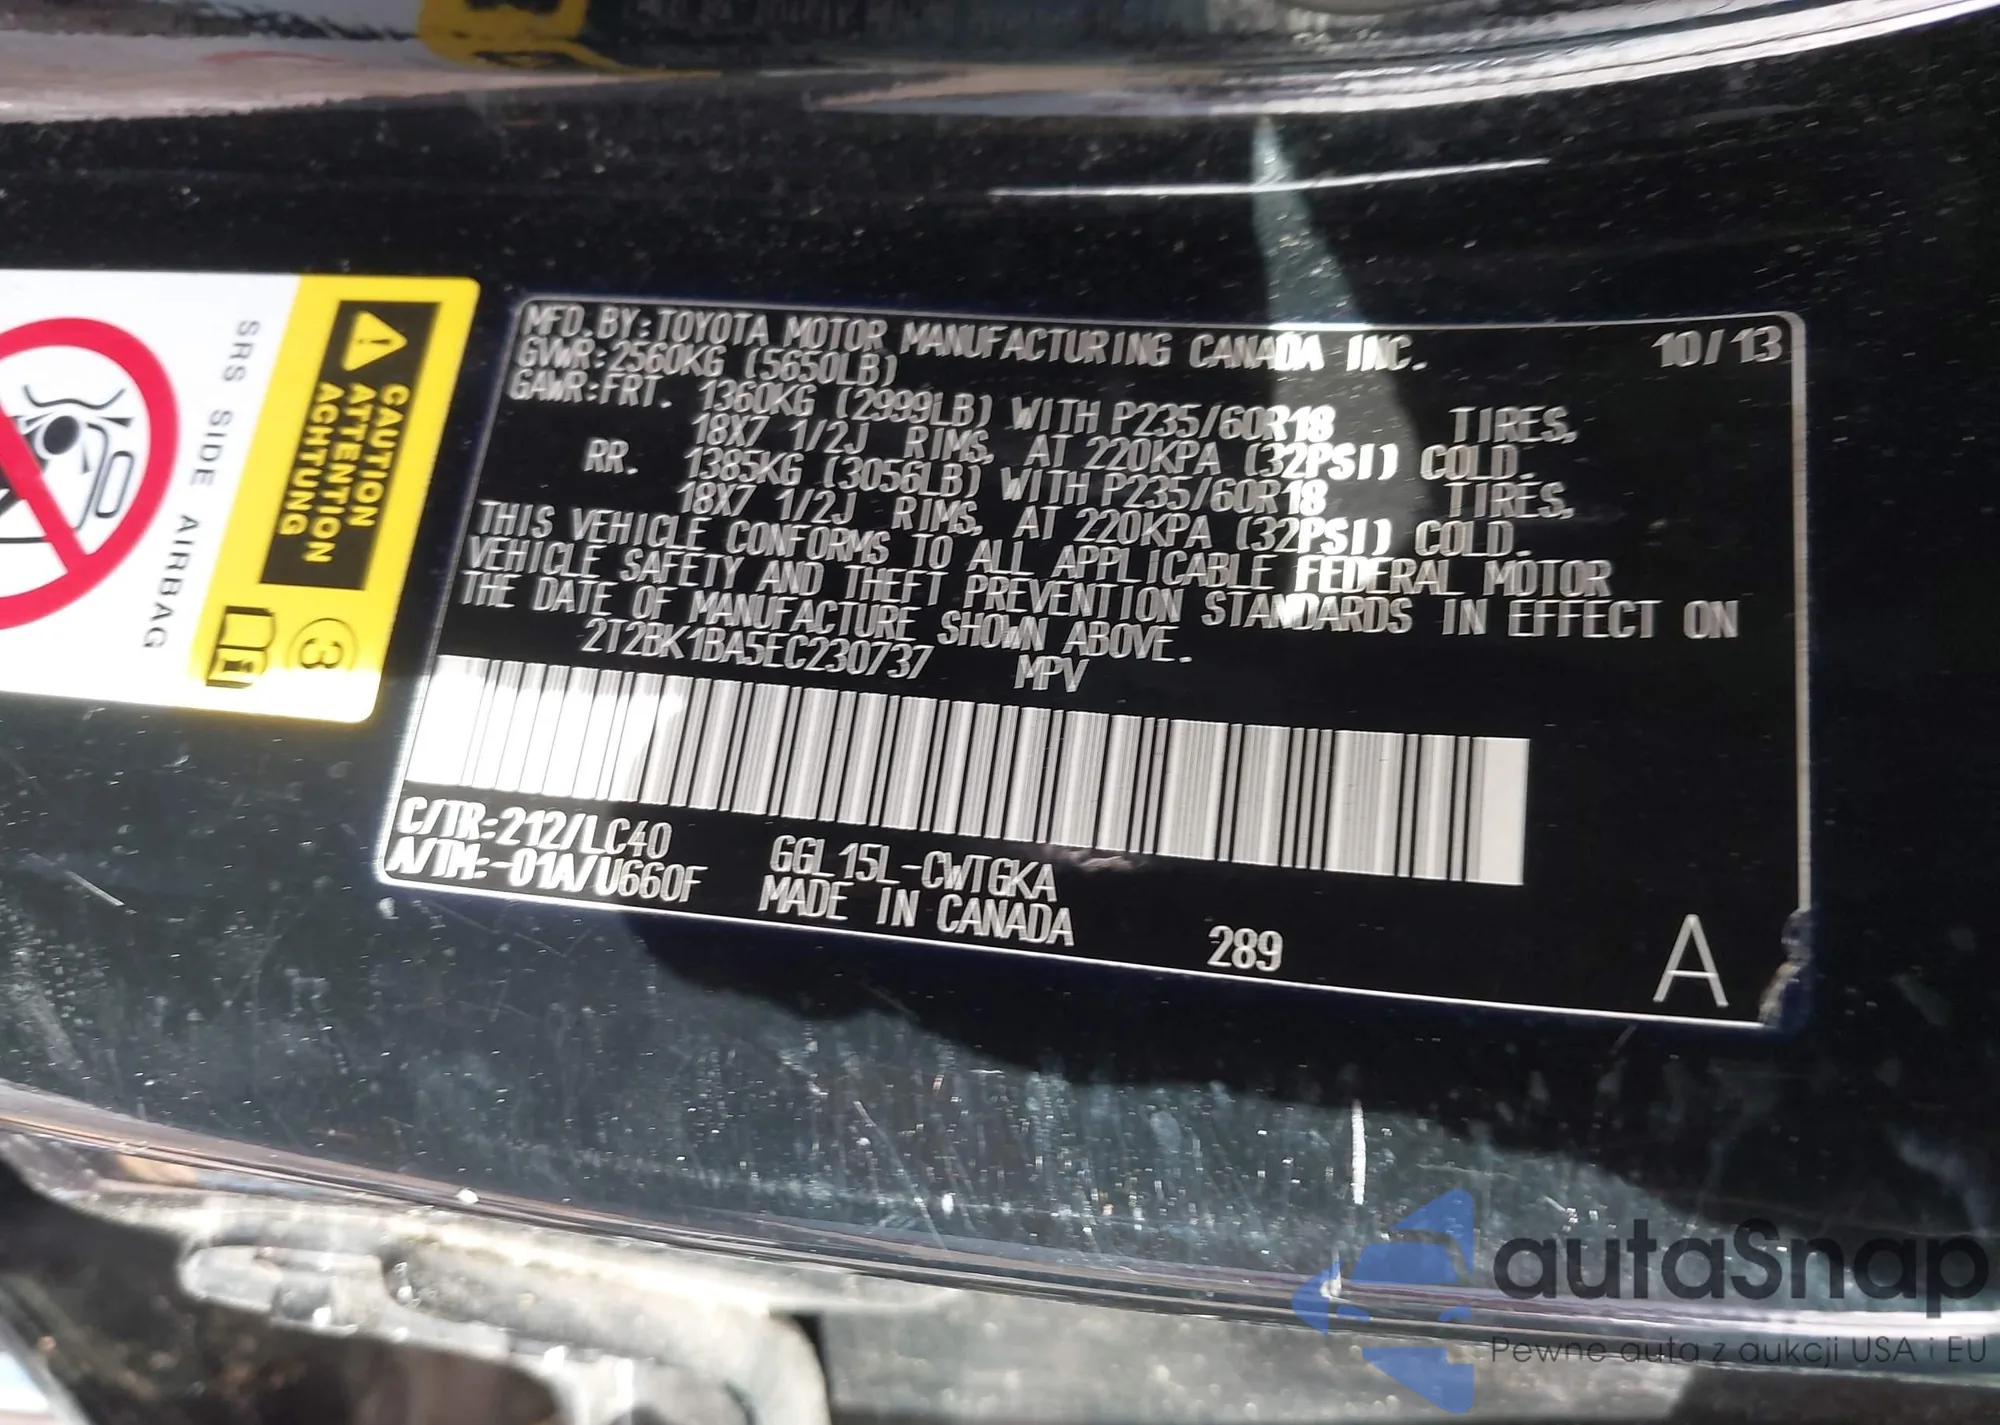 SRS SIDE AIRBAG
CAUTION
ATTENTION
ACHTUNG
3
MFD.BY:TOYOTA MOTOR MANUFACTURING CANADA INC. 10/13
GVWR:2560KG (5650LB)
GAWR:FRT. 1360KG (2999LB) WITH P235/60R18 TIRES,
18X7 1/2J RIMS, AT 220KPA (32PSI) COLD.
RR. 1385KG (3056LB) WITH P235/60R18 TIRES,
18X7 1/2J RIMS, AT 220KPA (32PSI) COLD.
THIS VEHICLE CONFORMS TO ALL APPLICABLE FEDERAL MOTOR
VEHICLE SAFETY AND THEFT PREVENTION STANDARDS IN EFFECT ON
THE DATE OF MANUFACTURE SHOWN ABOVE.
2T2BK1BA5EC230737 MPV
C/TR:212/LC40 GGL15L-CWTGKA
A/TM:-01A/U660F MADE IN CANADA
289
A
autaSnap
Pewne auta z aukcji USA i EU